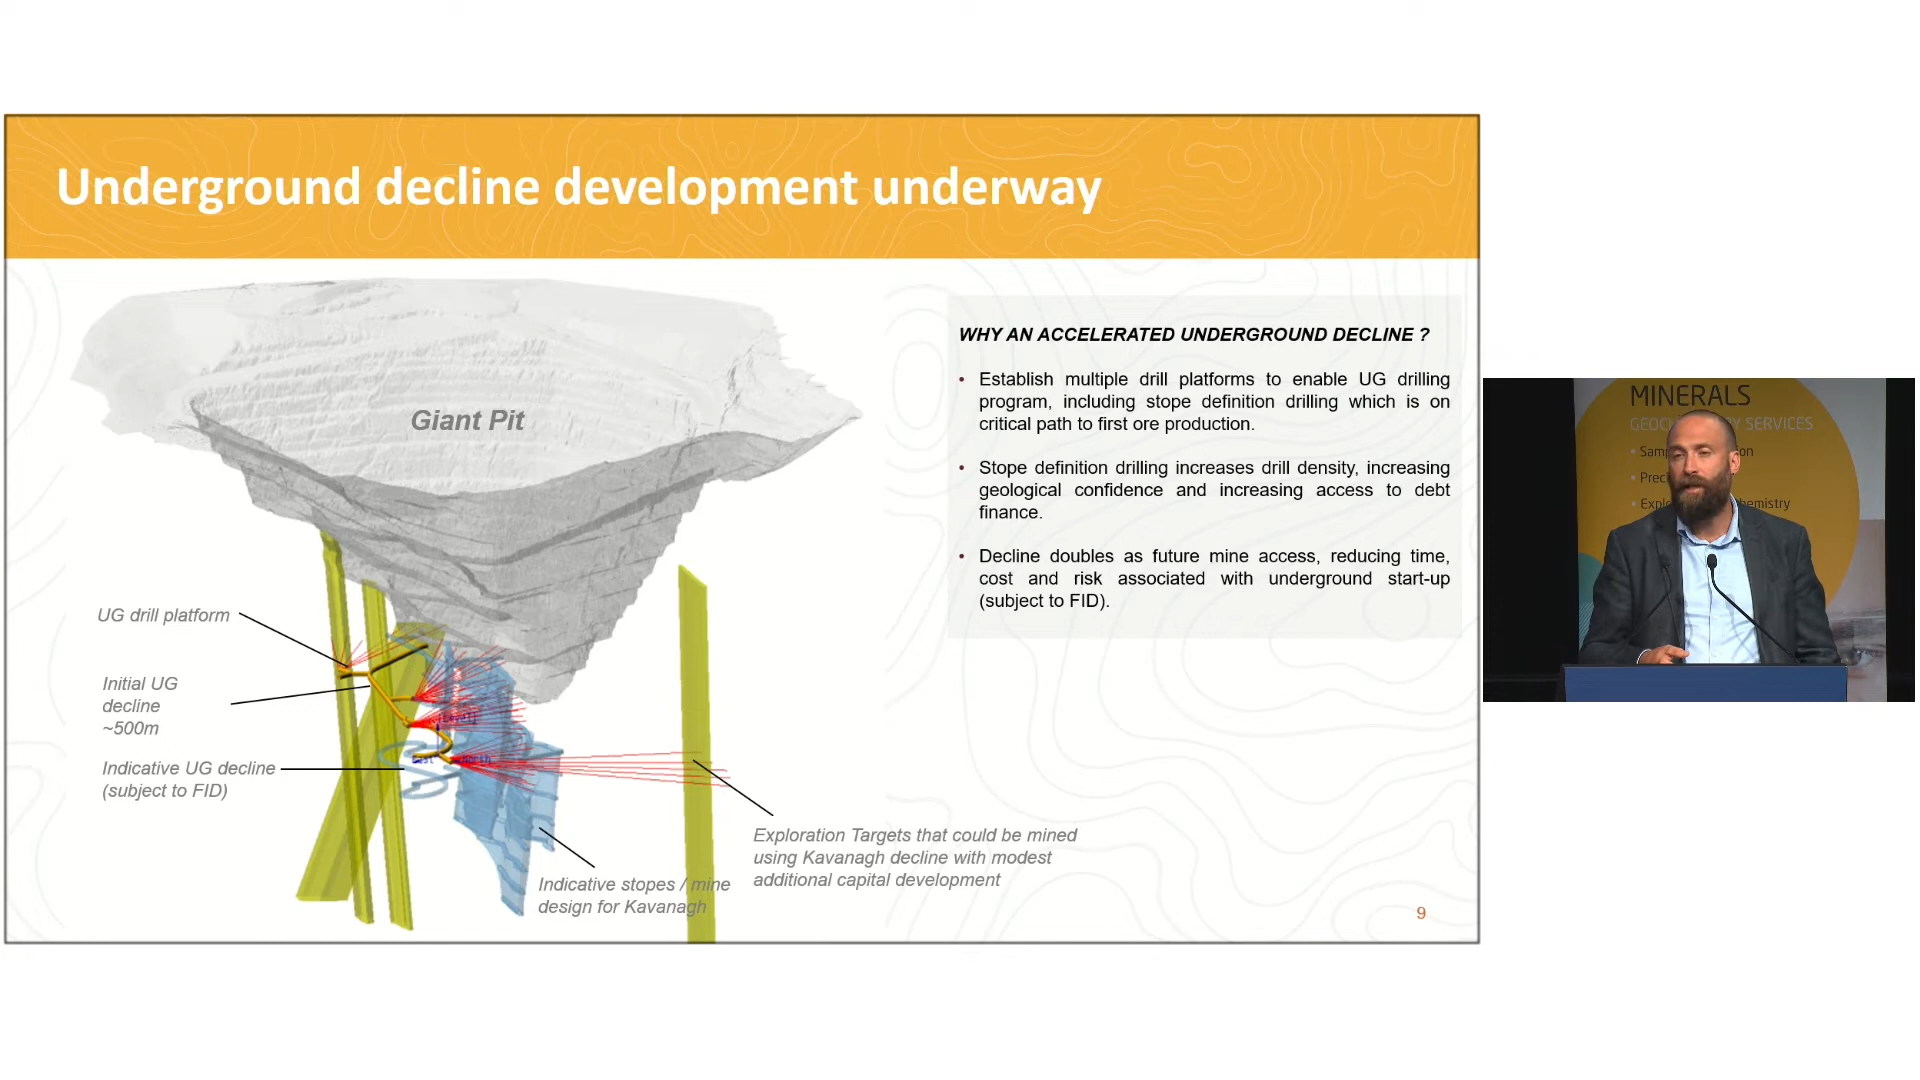 Underground decline development underway
Giant Pit
UG drill platform
Initial UG
decline
~500m
Indicative UG decline
(subject to FID)
Indicative stopes / mine
design for Kavanagh
Exploration Targets that could be mined
using Kavanagh decline with modest
additional capital development
WHY AN ACCELERATED UNDERGROUND DECLINE ?
• Establish multiple drill platforms to enable UG drilling
program, including stope definition drilling which is on
critical path to first ore production.
• Stope definition drilling increases drill density, increasing
geological confidence and increasing access to debt
finance.
• Decline doubles as future mine access, reducing time,
cost and risk associated with underground start-up
(subject to FID).
9
MINERALS
SERVICES